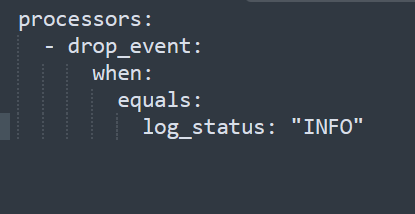 processors:
  - drop_event:
      when:
        equals:
          log_status: "INFO"